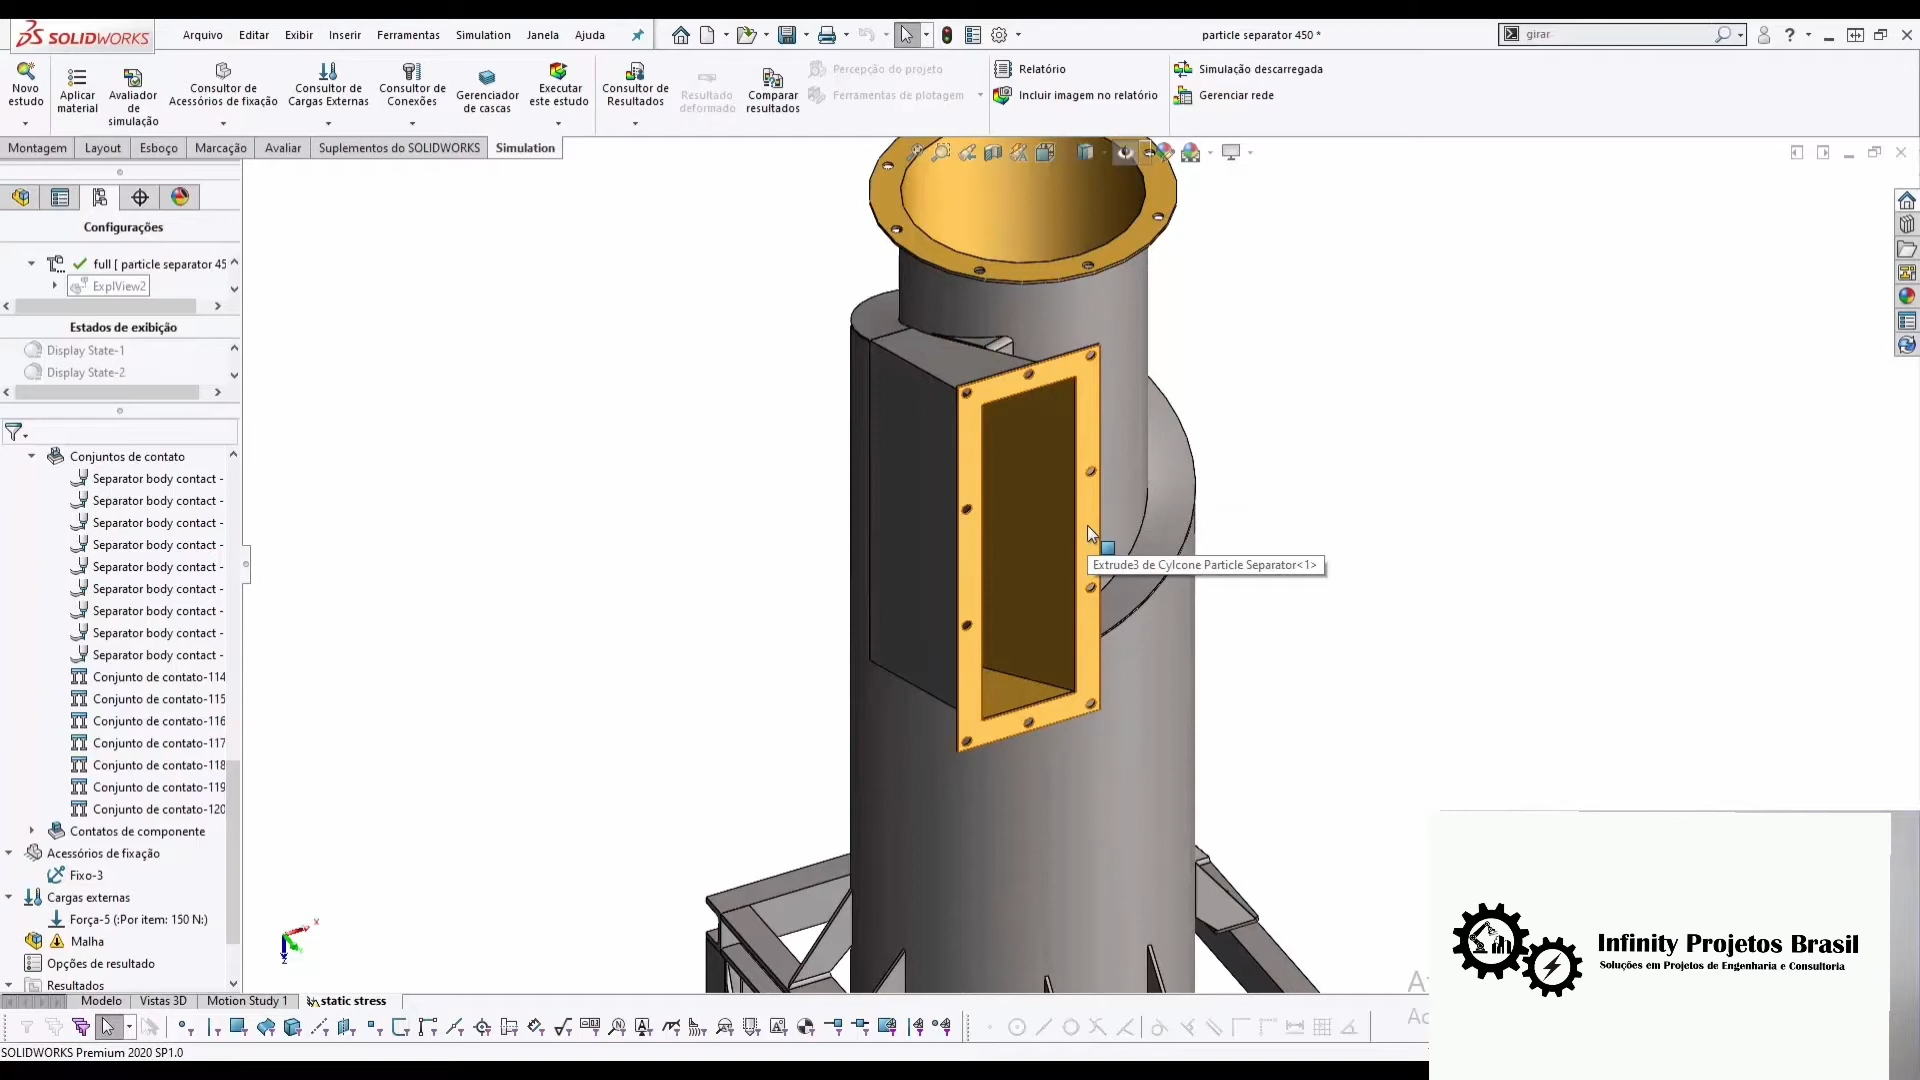 SOLIDWORKS
Arquivo Editar Exibir Inserir Ferramentas Simulation Janela Ajuda
particle separator 450 *
girar
Novo estudo
Aplicar material
Avaliador de simulação
Consultor de Acessórios de fixação
Consultor de Cargas Externas
Consultor de Conexões
Gerenciador de cascas
Executar este estudo
Consultor de Resultados
Resultado deformado
Comparar resultados
Percepção do projeto
Ferramentas de plotagem
Relatório
Incluir imagem no relatório
Simulação descarregada
Gerenciar rede
Montagem Layout Esboço Marcação Avaliar Suplementos do SOLIDWORKS Simulation
Configurações
full [ particle separator 45
ExplView2
Estados de exibição
Display State-1
Display State-2
Conjuntos de contato
Separator body contact -
Separator body contact -
Separator body contact -
Separator body contact -
Separator body contact -
Separator body contact -
Separator body contact -
Separator body contact -
Separator body contact -
Conjunto de contato-114
Conjunto de contato-115
Conjunto de contato-116
Conjunto de contato-117
Conjunto de contato-118
Conjunto de contato-119
Conjunto de contato-120
Contatos de componente
Acessórios de fixação
Fixo-3
Cargas externas
Força-5 (:Por item: 150 N:)
Malha
Opções de resultado
Resultados
Extrude3 de Cylcone Particle Separator<1>
x
z
Modelo Vistas 3D Motion Study 1 static stress
SOLIDWORKS Premium 2020 SP1.0
Infinity Projetos Brasil
Soluções em Projetos de Engenharia e Consultoria